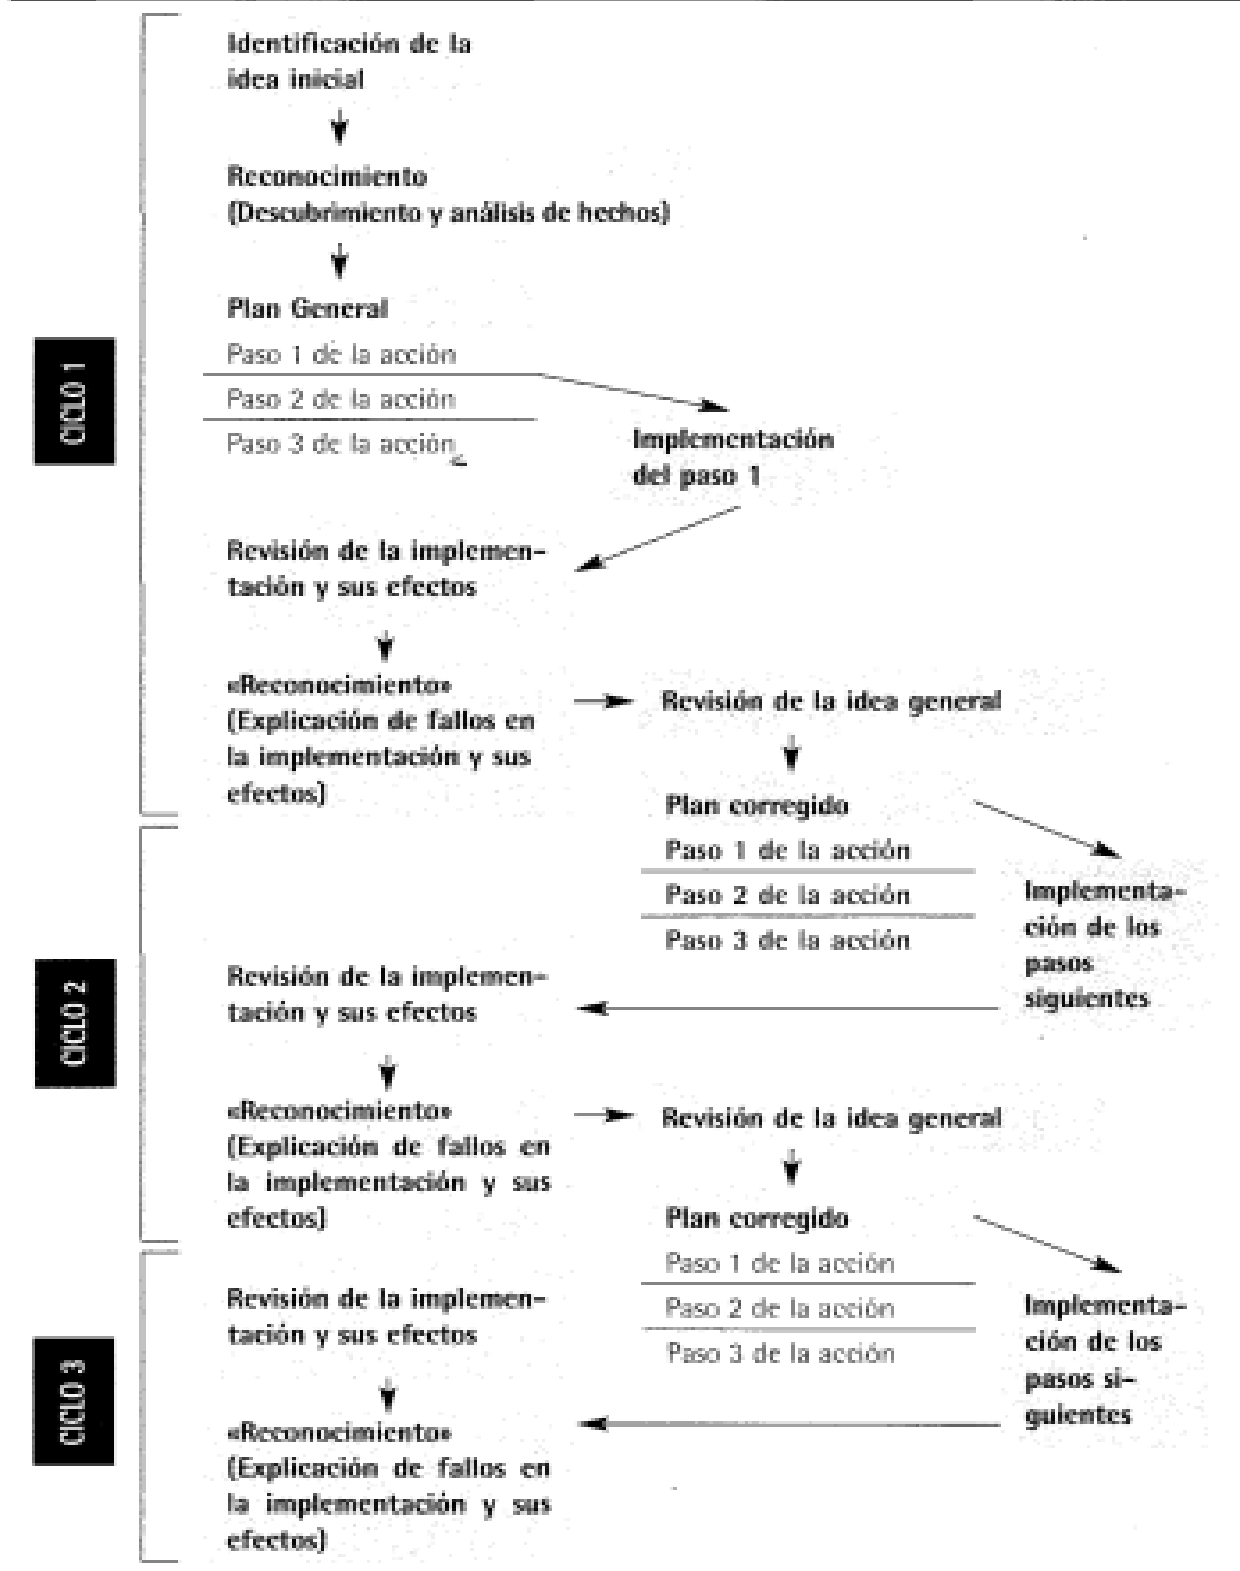 Identificación de la
idea inicial
Reconocimiento
(Descubrimiento y análisis de hechos)
Plan General
Paso 1 de la acción
Paso 2 de la acción
Paso 3 de la acción
CICLO 1
Implementación
del paso 1
Revisión de la implemen-
tación y sus efectos
«Reconocimiento»
(Explicación de fallos en
la implementación y sus
efectos)
Revisión de la idea general
Plan corregido
Paso 1 de la acción
Paso 2 de la acción
Paso 3 de la acción
Implementa-
ción de los
pasos
siguientes
CICLO 2
Revisión de la implemen-
tación y sus efectos
«Reconocimiento»
(Explicación de fallos en
la implementación y sus
efectos)
Revisión de la idea general
Plan corregido
Paso 1 de la acción
Paso 2 de la acción
Paso 3 de la acción
Implementa-
ción de los
pasos si-
guientes
CICLO 3
Revisión de la implemen-
tación y sus efectos
«Reconocimiento»
(Explicación de fallos en
la implementación y sus
efectos)